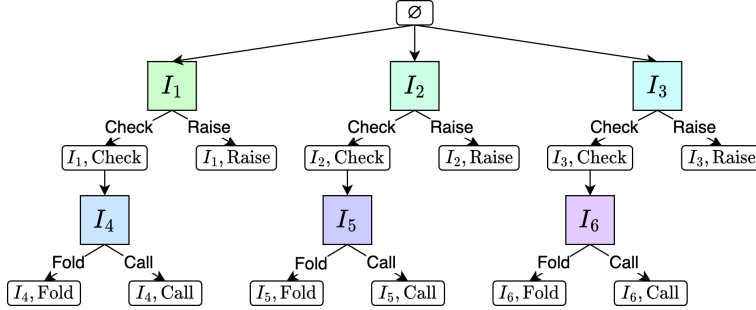 ∅
I₁ I₂ I₃
Check Raise Check Raise Check Raise
I₁, Check I₁, Raise I₂, Check I₂, Raise I₃, Check I₃, Raise
I₄ I₅ I₆
Fold Call Fold Call Fold Call
I₄, Fold I₄, Call I₅, Fold I₅, Call I₆, Fold I₆, Call